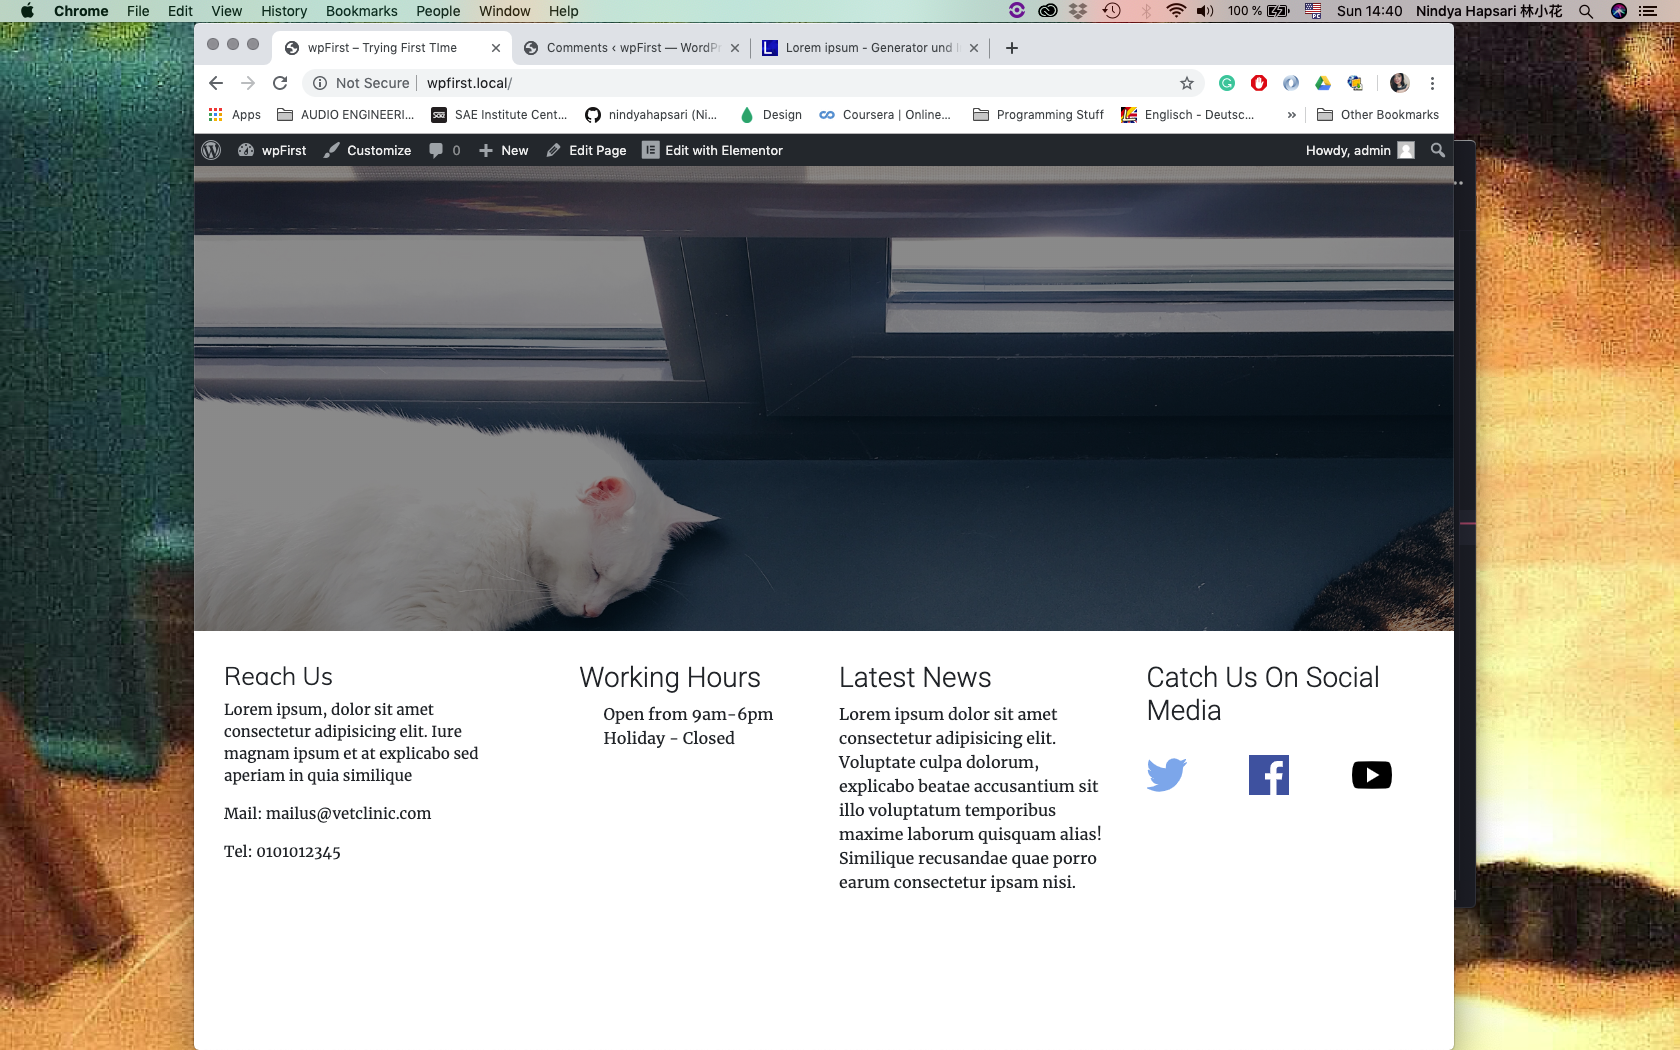 Chrome File Edit View History Bookmarks People Window Help 100 % Sun 14:40 Nindya Hapsari 林小花
wpFirst – Trying First TIme Comments ‹ wpFirst — WordPr Lorem ipsum - Generator und
Not Secure wpfirst.local/
Apps AUDIO ENGINEERI... SAE Institute Cent... nindyahapsari (Ni... Design Coursera | Online... Programming Stuff Englisch - Deutsc... » Other Bookmarks
wpFirst Customize 0 New Edit Page Edit with Elementor Howdy, admin
Reach Us
Lorem ipsum, dolor sit amet
consectetur adipisicing elit. Iure
magnam ipsum et at explicabo sed
aperiam in quia similique
Mail: mailus@vetclinic.com
Tel: 0101012345
Working Hours
Open from 9am-6pm
Holiday - Closed
Latest News
Lorem ipsum dolor sit amet
consectetur adipisicing elit.
Voluptate culpa dolorum,
explicabo beatae accusantium sit
illo voluptatum temporibus
maxime laborum quisquam alias!
Similique recusandae quae porro
earum consectetur ipsam nisi.
Catch Us On Social
Media